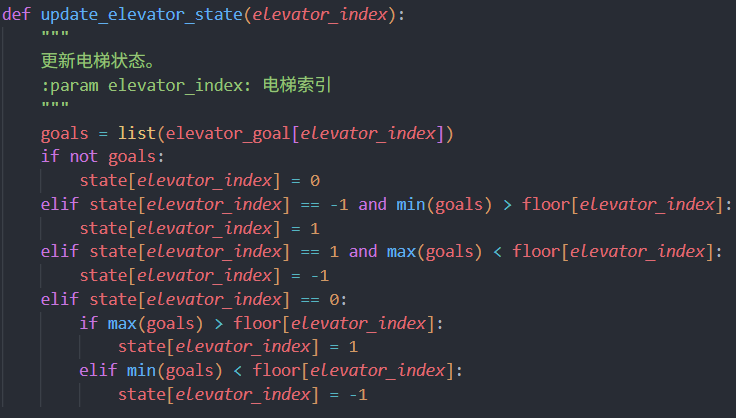 def update_elevator_state(elevator_index):
    """
    更新电梯状态。
    :param elevator_index: 电梯索引
    """
    goals = list(elevator_goal[elevator_index])
    if not goals:
        state[elevator_index] = 0
    elif state[elevator_index] == -1 and min(goals) > floor[elevator_index]:
        state[elevator_index] = 1
    elif state[elevator_index] == 1 and max(goals) < floor[elevator_index]:
        state[elevator_index] = -1
    elif state[elevator_index] == 0:
        if max(goals) > floor[elevator_index]:
            state[elevator_index] = 1
        elif min(goals) < floor[elevator_index]:
            state[elevator_index] = -1